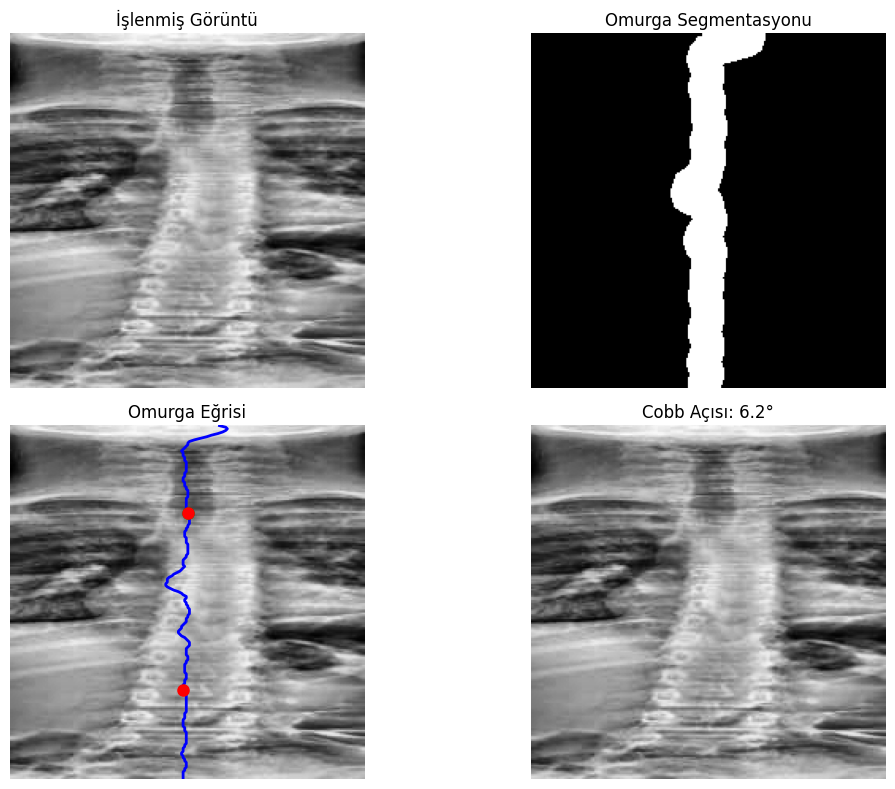 İşlenmiş Görüntü
Omurga Segmentasyonu
Omurga Eğrisi
Cobb Açısı: 6.2°